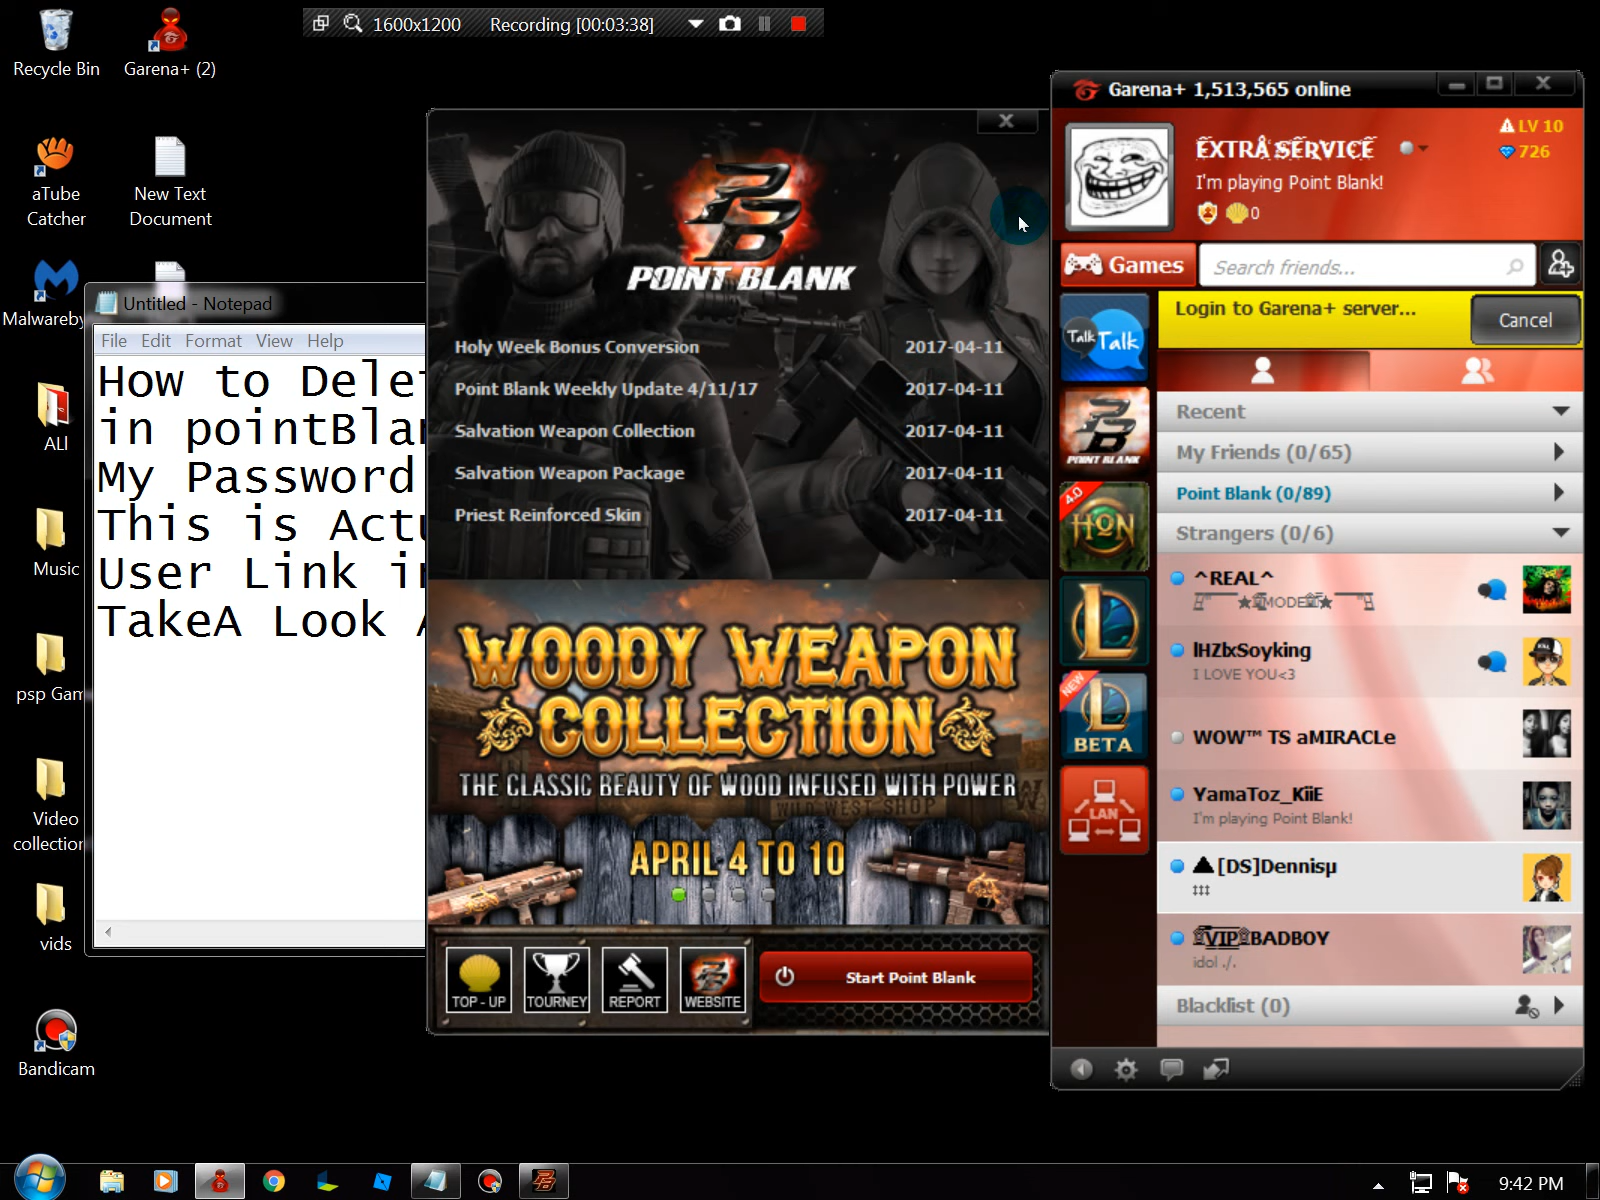 1600x1200
Recording [00:03:38]
Recycle Bin
Garena+ (2)
aTube
Catcher
New Text
Document
Malwareby
ALl
Music
psp Gam
Video
collection
vids
Bandicam
Untitled - Notepad
File Edit Format View Help
How to Dele
in pointBla
My Password
This is Act
User Link i
TakeA Look
POINT BLANK
Holy Week Bonus Conversion 2017-04-11
Point Blank Weekly Update 4/11/17 2017-04-11
Salvation Weapon Collection 2017-04-11
Salvation Weapon Package 2017-04-11
Priest Reinforced Skin 2017-04-11
WOODY WEAPON
COLLECTION
THE CLASSIC BEAUTY OF WOOD INFUSED WITH POWER
WILD WEST SHOP
APRIL 4 TO 10
TOP - UP
TOURNEY
REPORT
WEBSITE
Start Point Blank
Garena+ 1,513,565 online
EXTRA SERVICE
LV 10
726
I'm playing Point Blank!
0
Games
Search friends...
Talk Talk
POINT BLANK
4.0
HON
L
NEW
L
BETA
LAN
Login to Garena+ server...
Cancel
Recent
My Friends (0/65)
Point Blank (0/89)
Strangers (0/6)
^REAL^
lHZlxSoyking
I LOVE YOU<3
WOW™ TS aMIRACLe
YamaToz_KiiE
I'm playing Point Blank!
▲[DS]Dennisμ
‡‡‡
VIP BADBOY
idol ./.
Blacklist (0)
9:42 PM